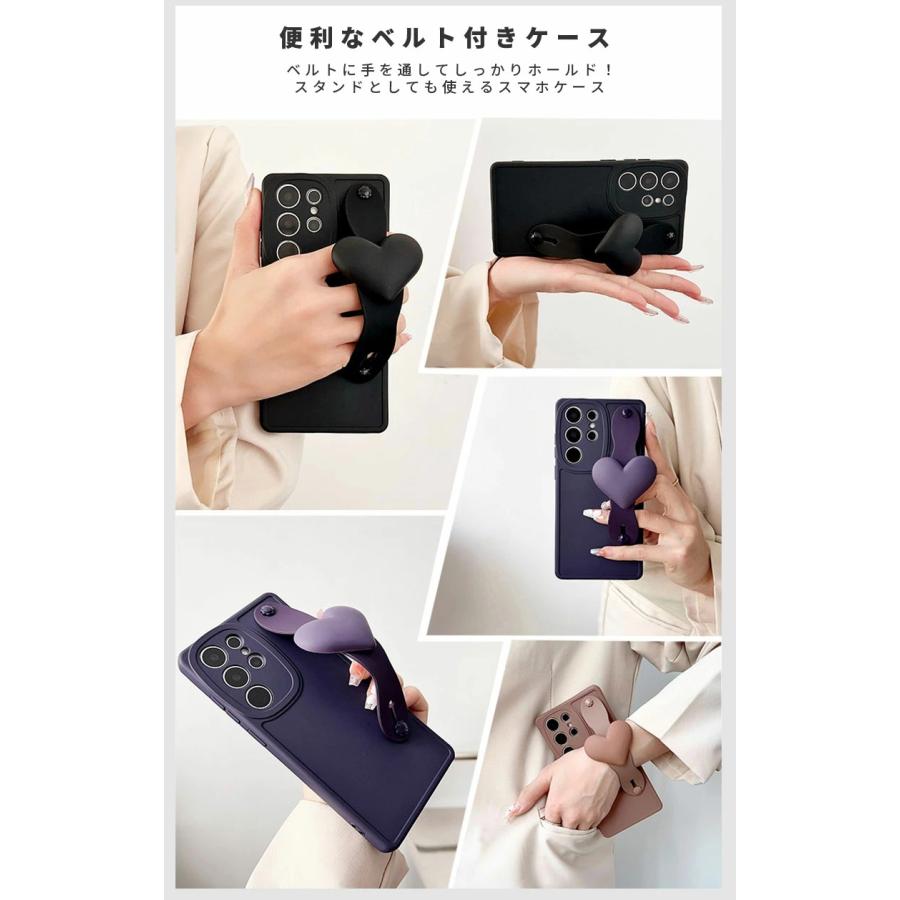 便利なベルト付きケース
ベルトに手を通してしっかりホールド！
スタンドとしても使えるスマホケース